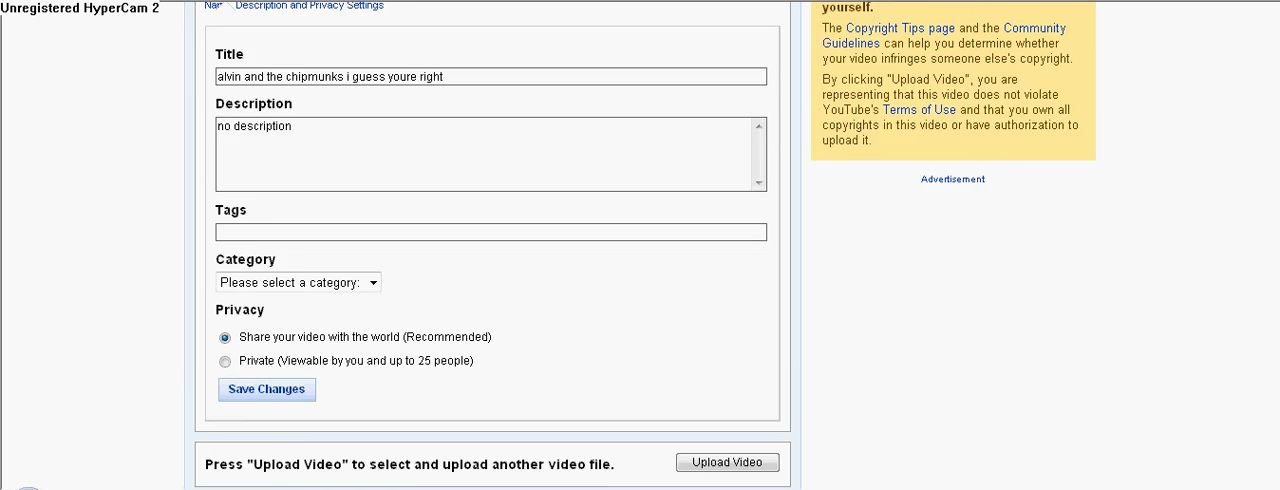 Unregistered HyperCam 2
Description and Privacy Settings
Title
alvin and the chipmunks i guess youre right
Description
no description
Tags
Category
Please select a category:
Privacy
Share your video with the world (Recommended)
Private (Viewable by you and up to 25 people)
Save Changes
Press "Upload Video" to select and upload another video file.
Upload Video
yourself.
The Copyright Tips page and the Community
Guidelines can help you determine whether
your video infringes someone else's copyright.
By clicking "Upload Video", you are
representing that this video does not violate
YouTube's Terms of Use and that you own all
copyrights in this video or have authorization to
upload it.
Advertisement